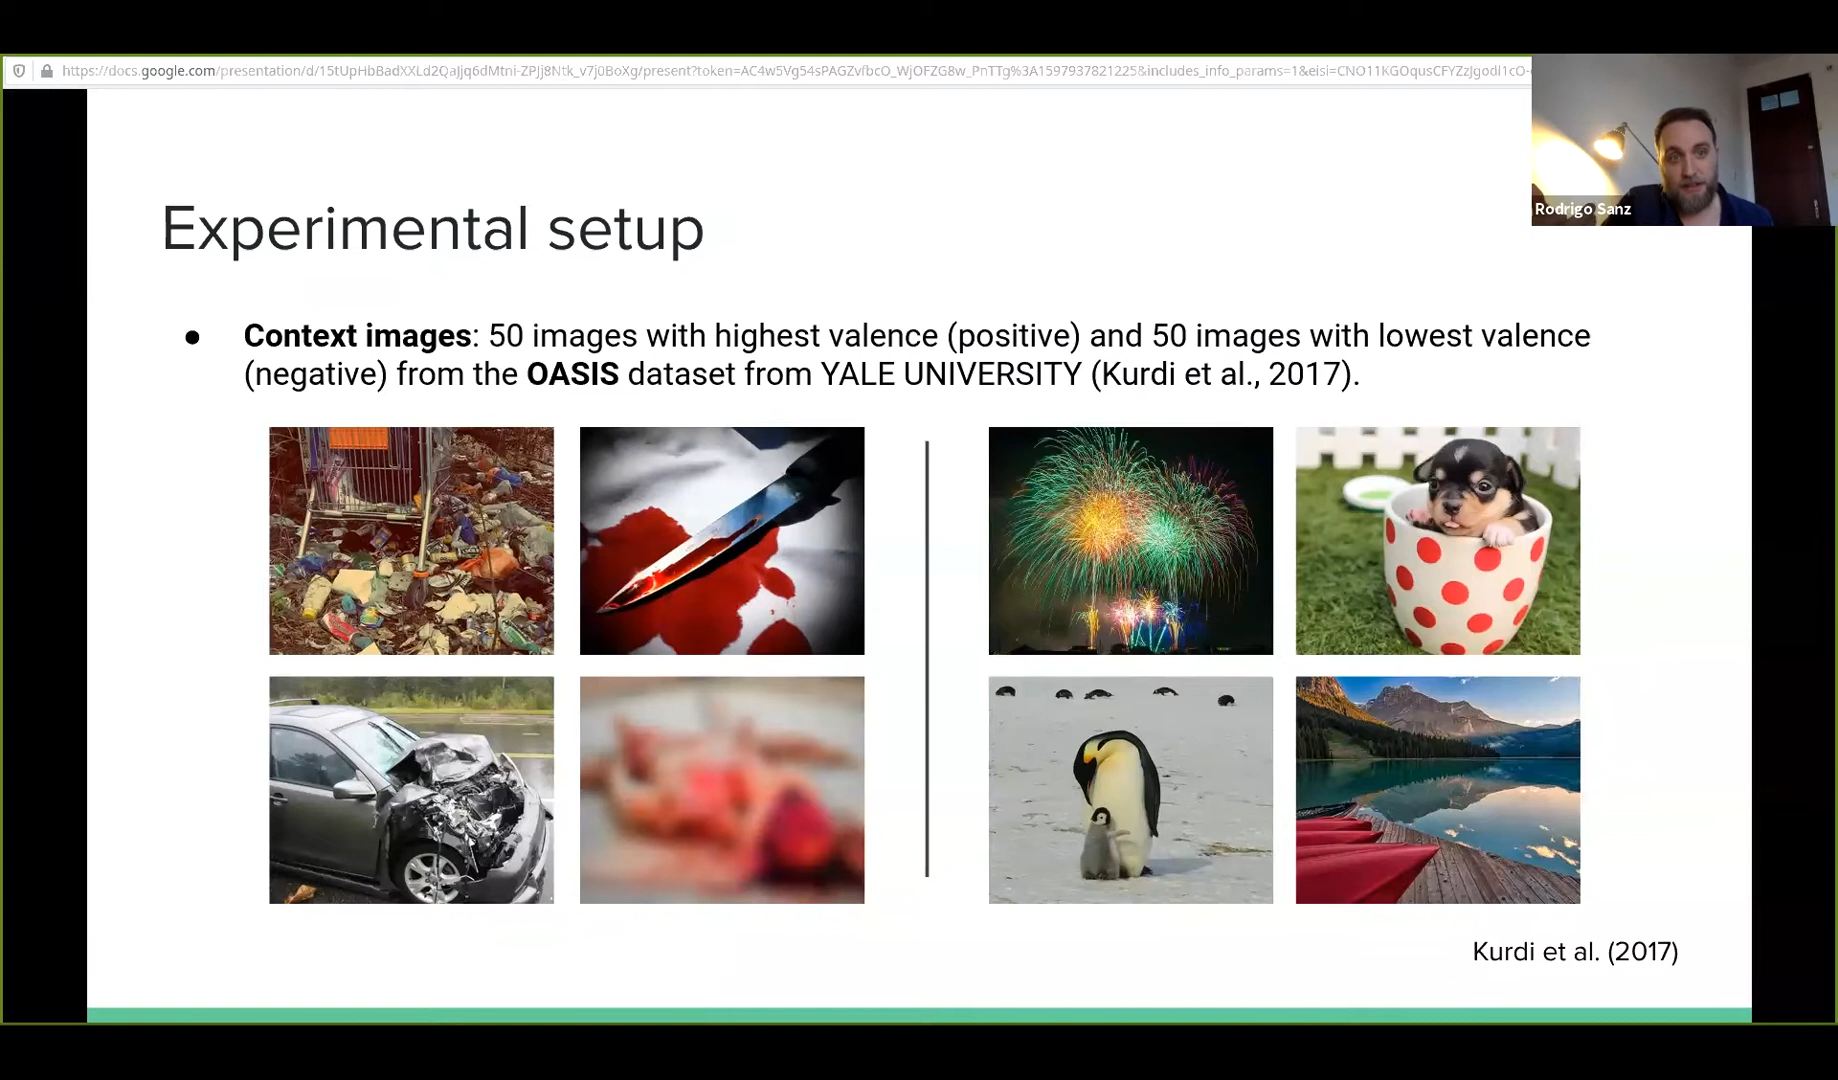 https://docs.google.com/presentation/d/15tUpHbBadXXLd2QaJjq6dMtni-ZPJj8Ntk_v7j0BoXg/present?token=AC4w5Vg54sPAGZvfbcO_WjOFZG8w_PnTTg%3A1597937821225&includes_info_params=1&eisi=CNO11KGOqusCFYZzJgodl1cO-
Rodrigo Sanz
Experimental setup
● Context images: 50 images with highest valence (positive) and 50 images with lowest valence
(negative) from the OASIS dataset from YALE UNIVERSITY (Kurdi et al., 2017).
Kurdi et al. (2017)